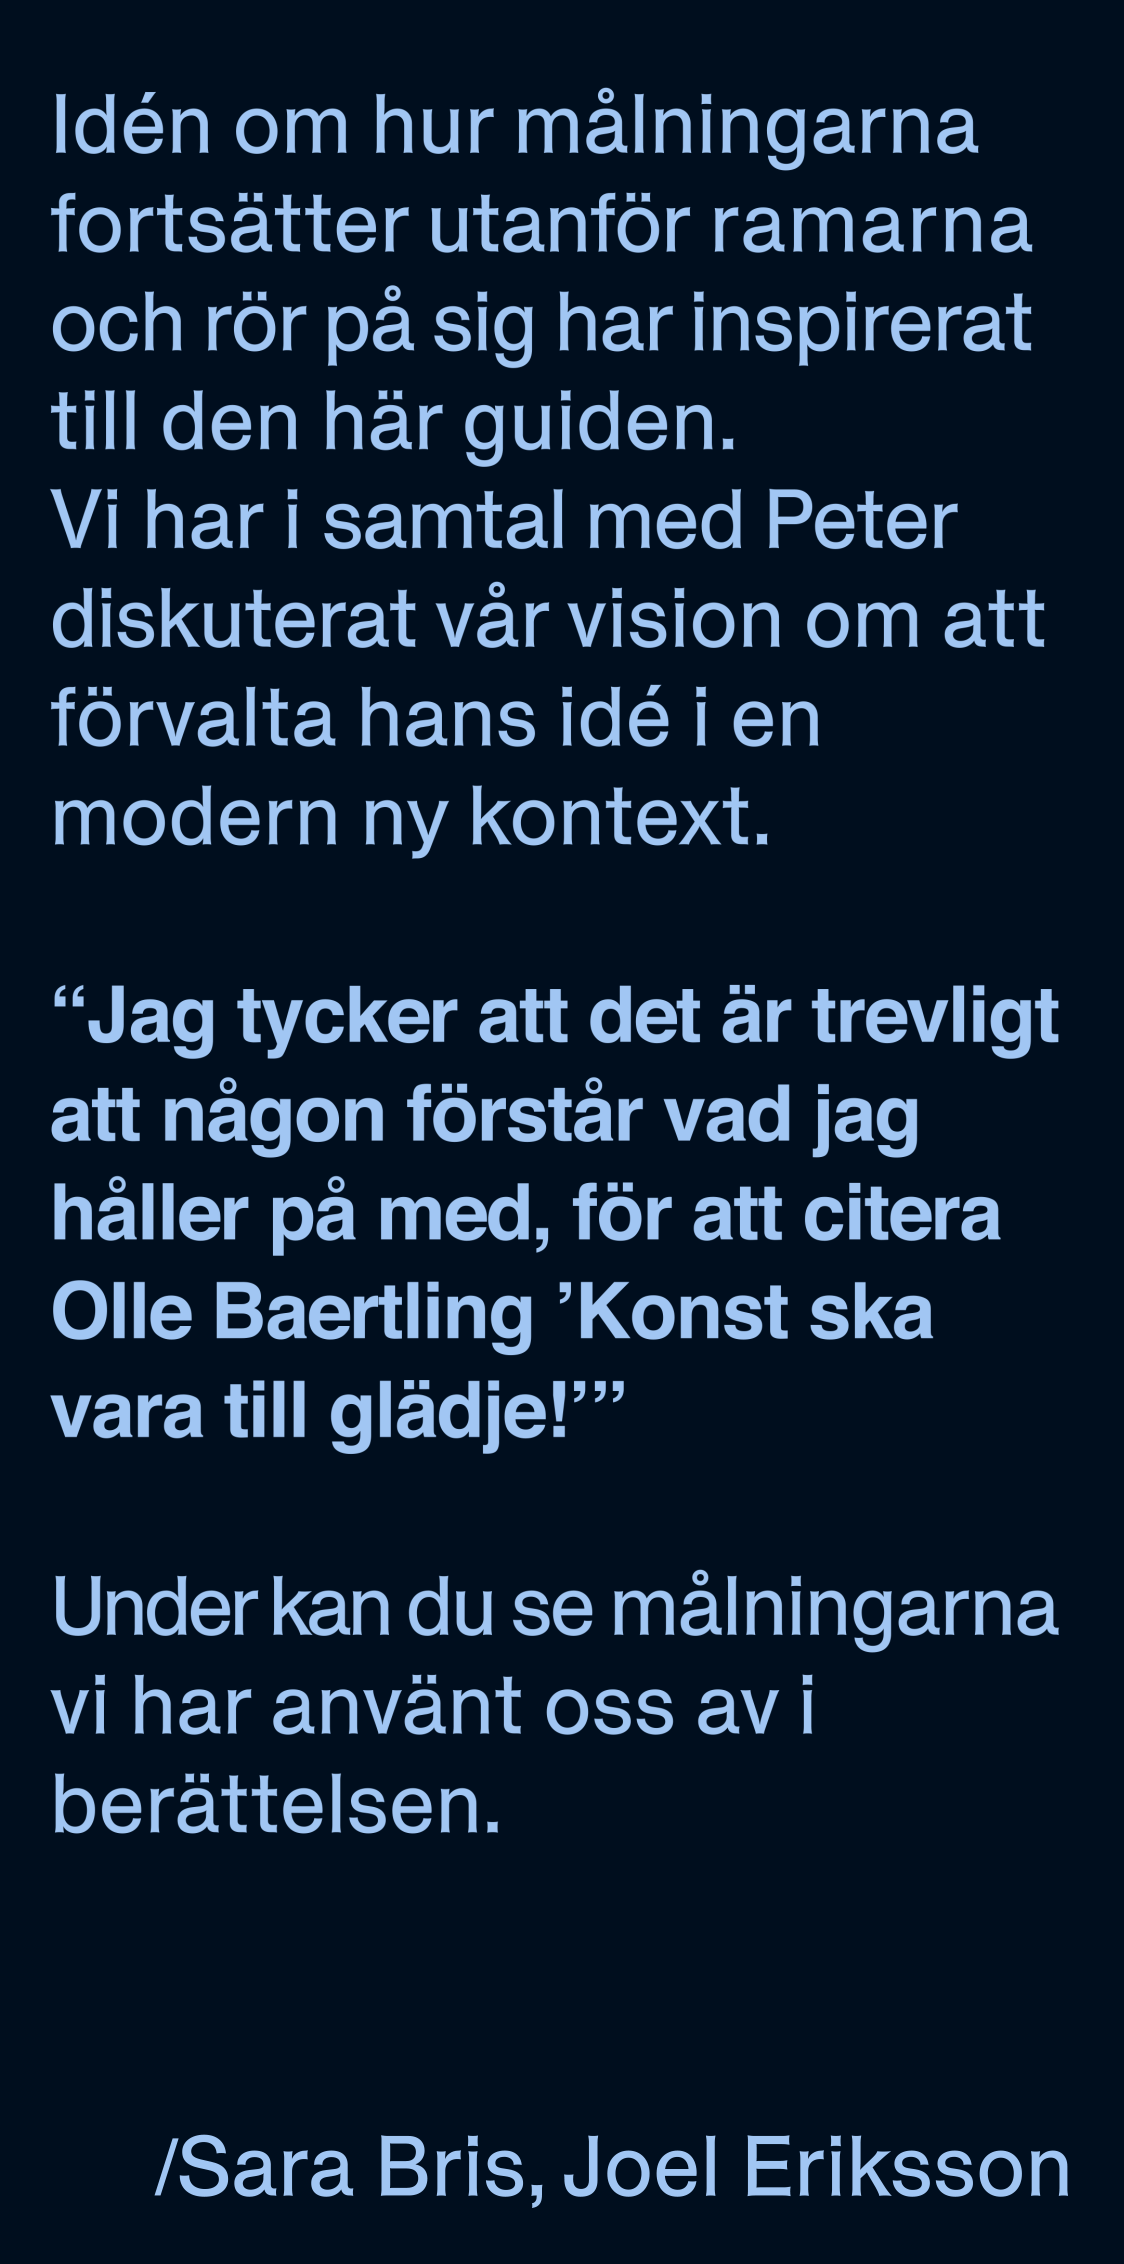 Idén om hur målningarna
fortsätter utanför ramarna
och rör på sig har inspirerat
till den här guiden.
Vi har i samtal med Peter
diskuterat vår vision om att
förvalta hans idé i en
modern ny kontext.
“Jag tycker att det är trevligt
att någon förstår vad jag
håller på med, för att citera
Olle Baertling ’Konst ska
vara till glädje!’”
Under kan du se målningarna
vi har använt oss av i
berättelsen.
/Sara Bris, Joel Eriksson